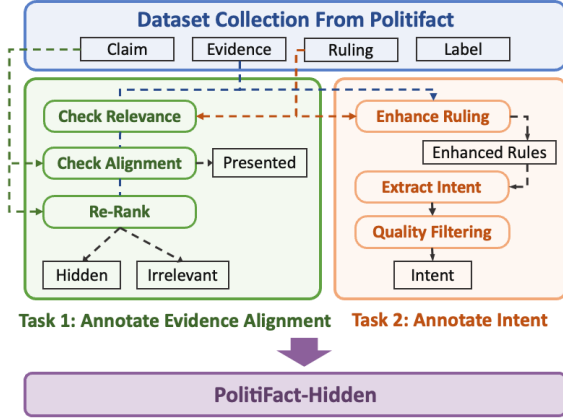 Dataset Collection From Politifact
Claim
Evidence
Ruling
Label
Check Relevance
Check Alignment
Presented
Re-Rank
Hidden
Irrelevant
Enhance Ruling
Enhanced Rules
Extract Intent
Quality Filtering
Intent
Task 1: Annotate Evidence Alignment
Task 2: Annotate Intent
PolitiFact-Hidden